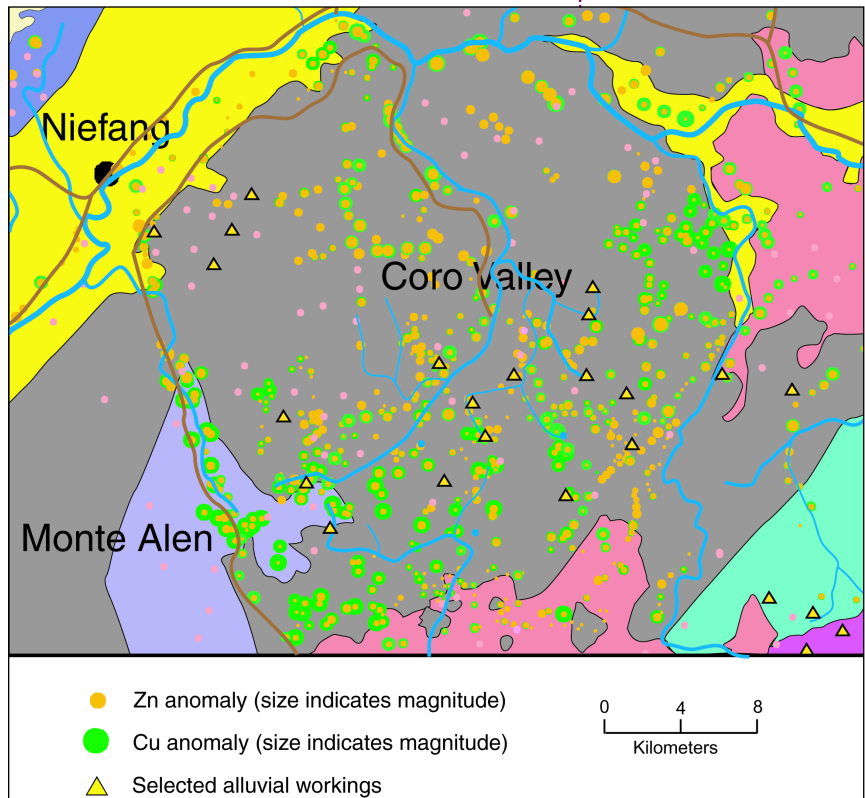 Niefang
Coro Valley
Monte Alen
Zn anomaly (size indicates magnitude)
0 4 8
Cu anomaly (size indicates magnitude)
Kilometers
Selected alluvial workings